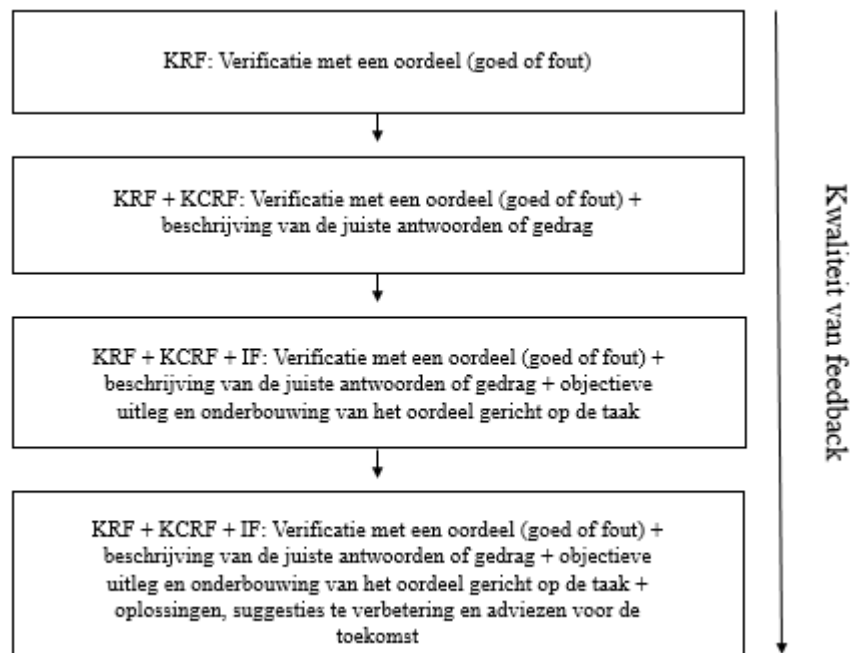 KRF: Verificatie met een oordeel (goed of fout)
KRF + KCRF: Verificatie met een oordeel (goed of fout) +
beschrijving van de juiste antwoorden of gedrag
KRF + KCRF + IF: Verificatie met een oordeel (goed of fout) +
beschrijving van de juiste antwoorden of gedrag + objectieve
uitleg en onderbouwing van het oordeel gericht op de taak
KRF + KCRF + IF: Verificatie met een oordeel (goed of fout) +
beschrijving van de juiste antwoorden of gedrag + objectieve
uitleg en onderbouwing van het oordeel gericht op de taak +
oplossingen, suggesties te verbetering en adviezen voor de
toekomst
Kwaliteit van feedback